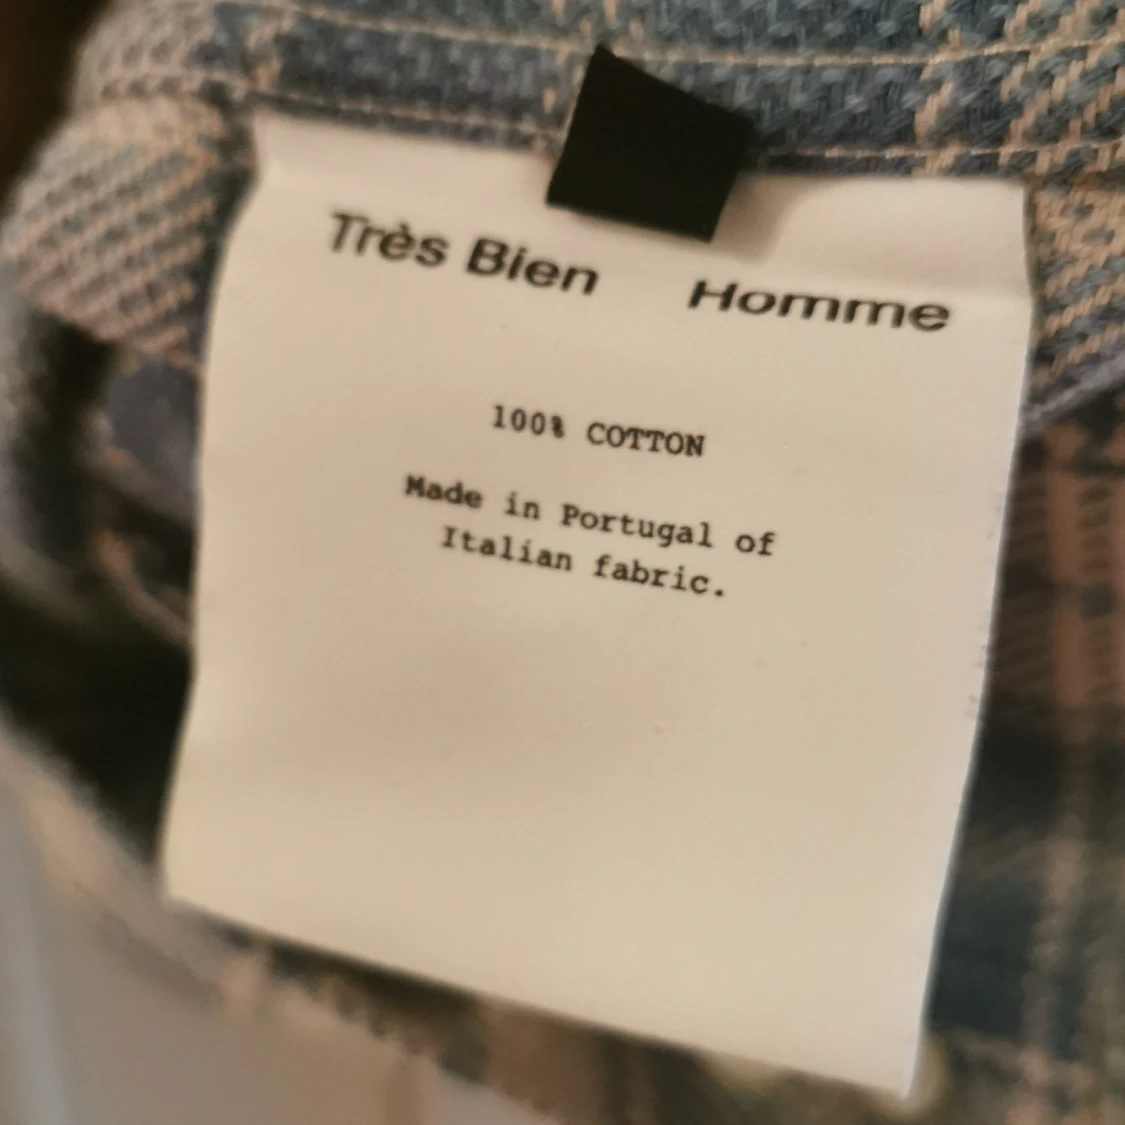 Très Bien Homme
100% COTTON
Made in Portugal of
Italian fabric.